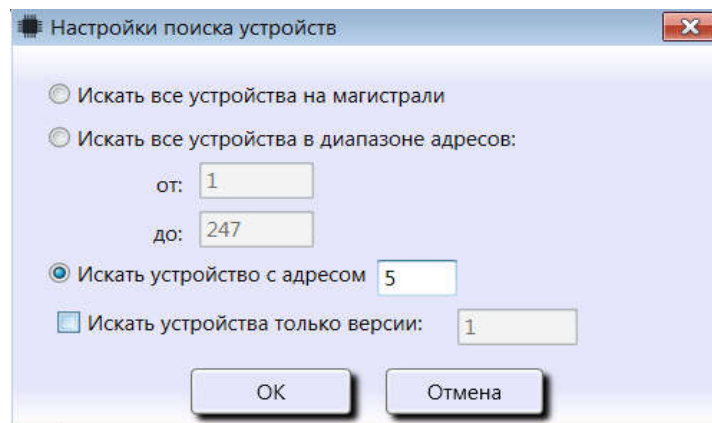 Настройки поиска устройств
Искать все устройства на магистрали
Искать все устройства в диапазоне адресов:
от: 1
до: 247
Искать устройство с адресом 5
Искать устройства только версии: 1
ОК Отмена